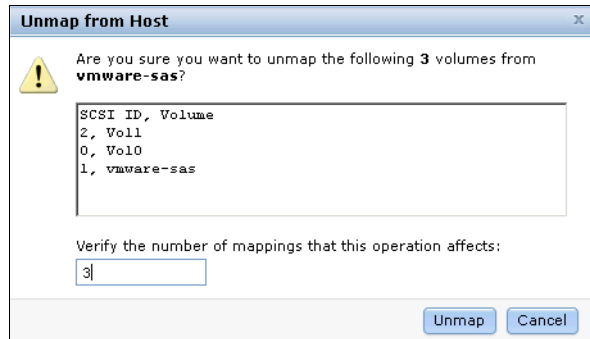 Unmap from Host
x
Are you sure you want to unmap the following 3 volumes from
vmware-sas?
SCSI ID, Volume
2, Vol1
0, Vol0
1, vmware-sas
Verify the number of mappings that this operation affects:
3
Unmap Cancel